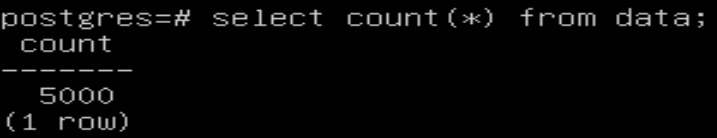 postgres=# select count(*) from data;
count
-------
5000
(1 row)